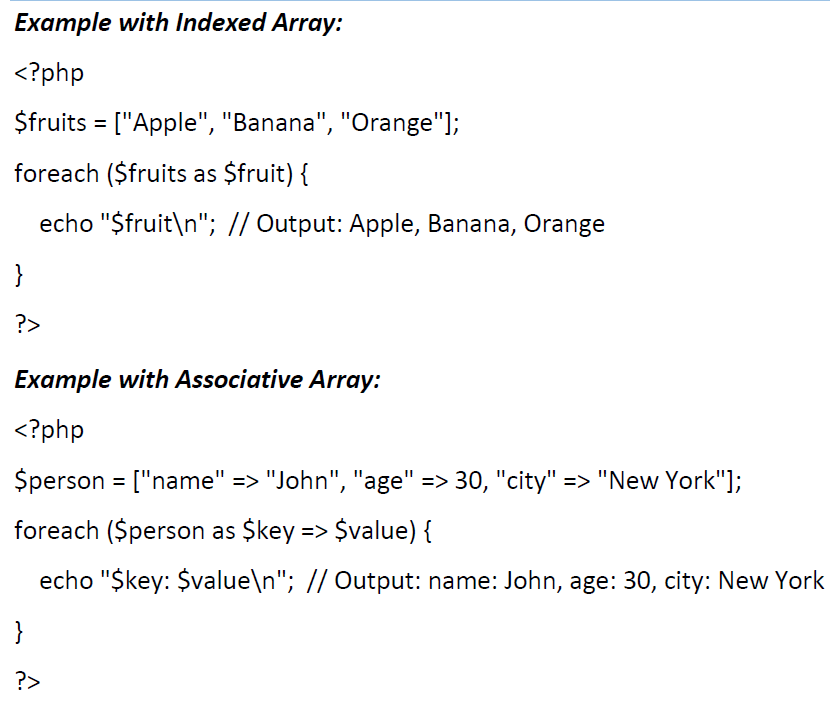 Example with Indexed Array:
<?php
$fruits = ["Apple", "Banana", "Orange"];
foreach ($fruits as $fruit) {
echo "$fruit\n";  // Output: Apple, Banana, Orange
}
?>
Example with Associative Array:
<?php
$person = ["name" => "John", "age" => 30, "city" => "New York"];
foreach ($person as $key => $value) {
echo "$key: $value\n";  // Output: name: John, age: 30, city: New York
}
?>